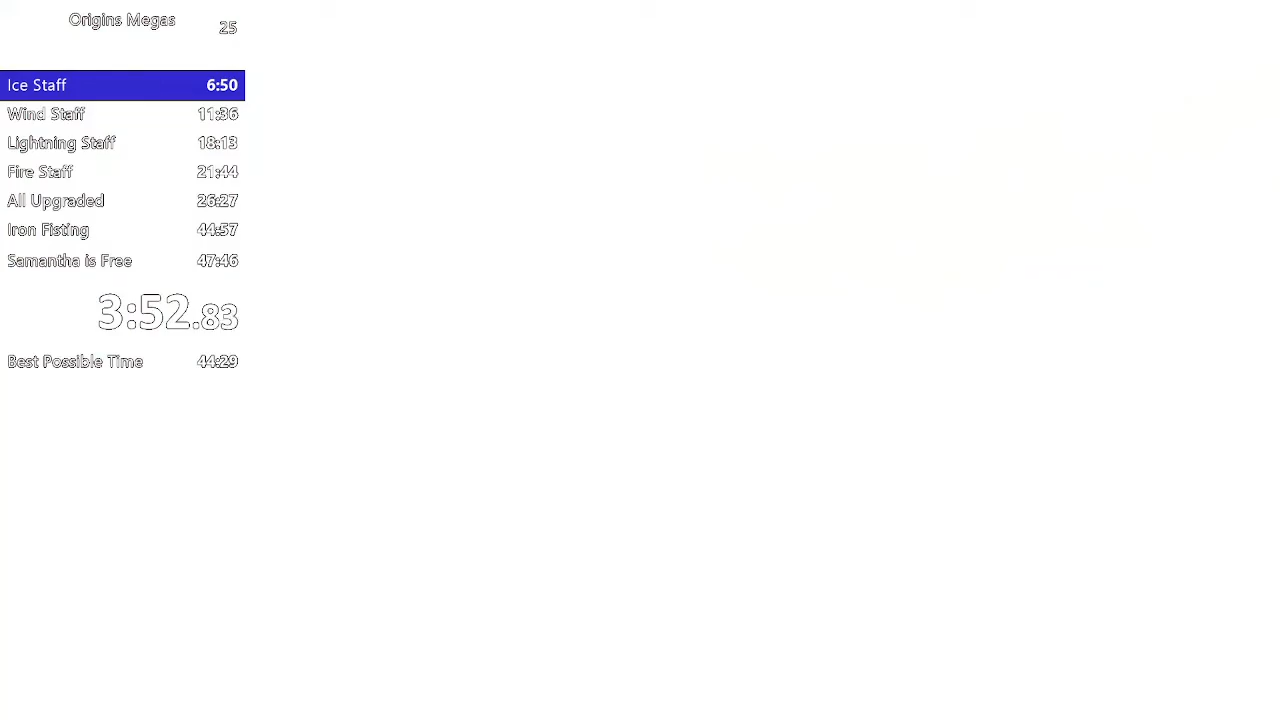 Origins Megas
25
Ice Staff 6:50
Wind Staff 11:36
Lightning Staff 18:13
Fire Staff 21:44
All Upgraded 26:27
Iron Fisting 44:57
Samantha is Free 47:46
3:52.83
Best Possible Time 44:29